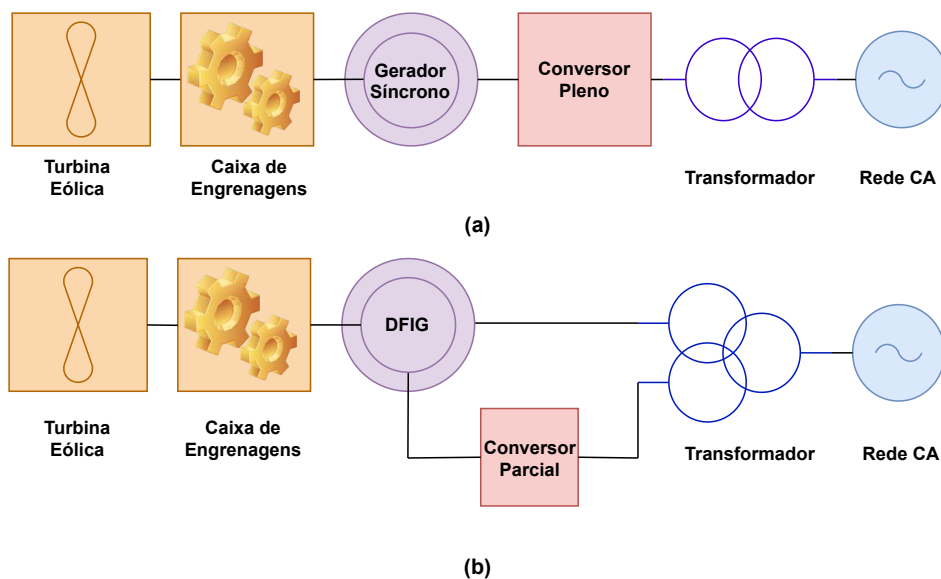 Gerador
Síncrono
Conversor
Pleno
Turbina
Eólica
Caixa de
Engrenagens
Transformador
Rede CA
(a)
DFIG
Conversor
Parcial
Turbina
Eólica
Caixa de
Engrenagens
Transformador
Rede CA
(b)